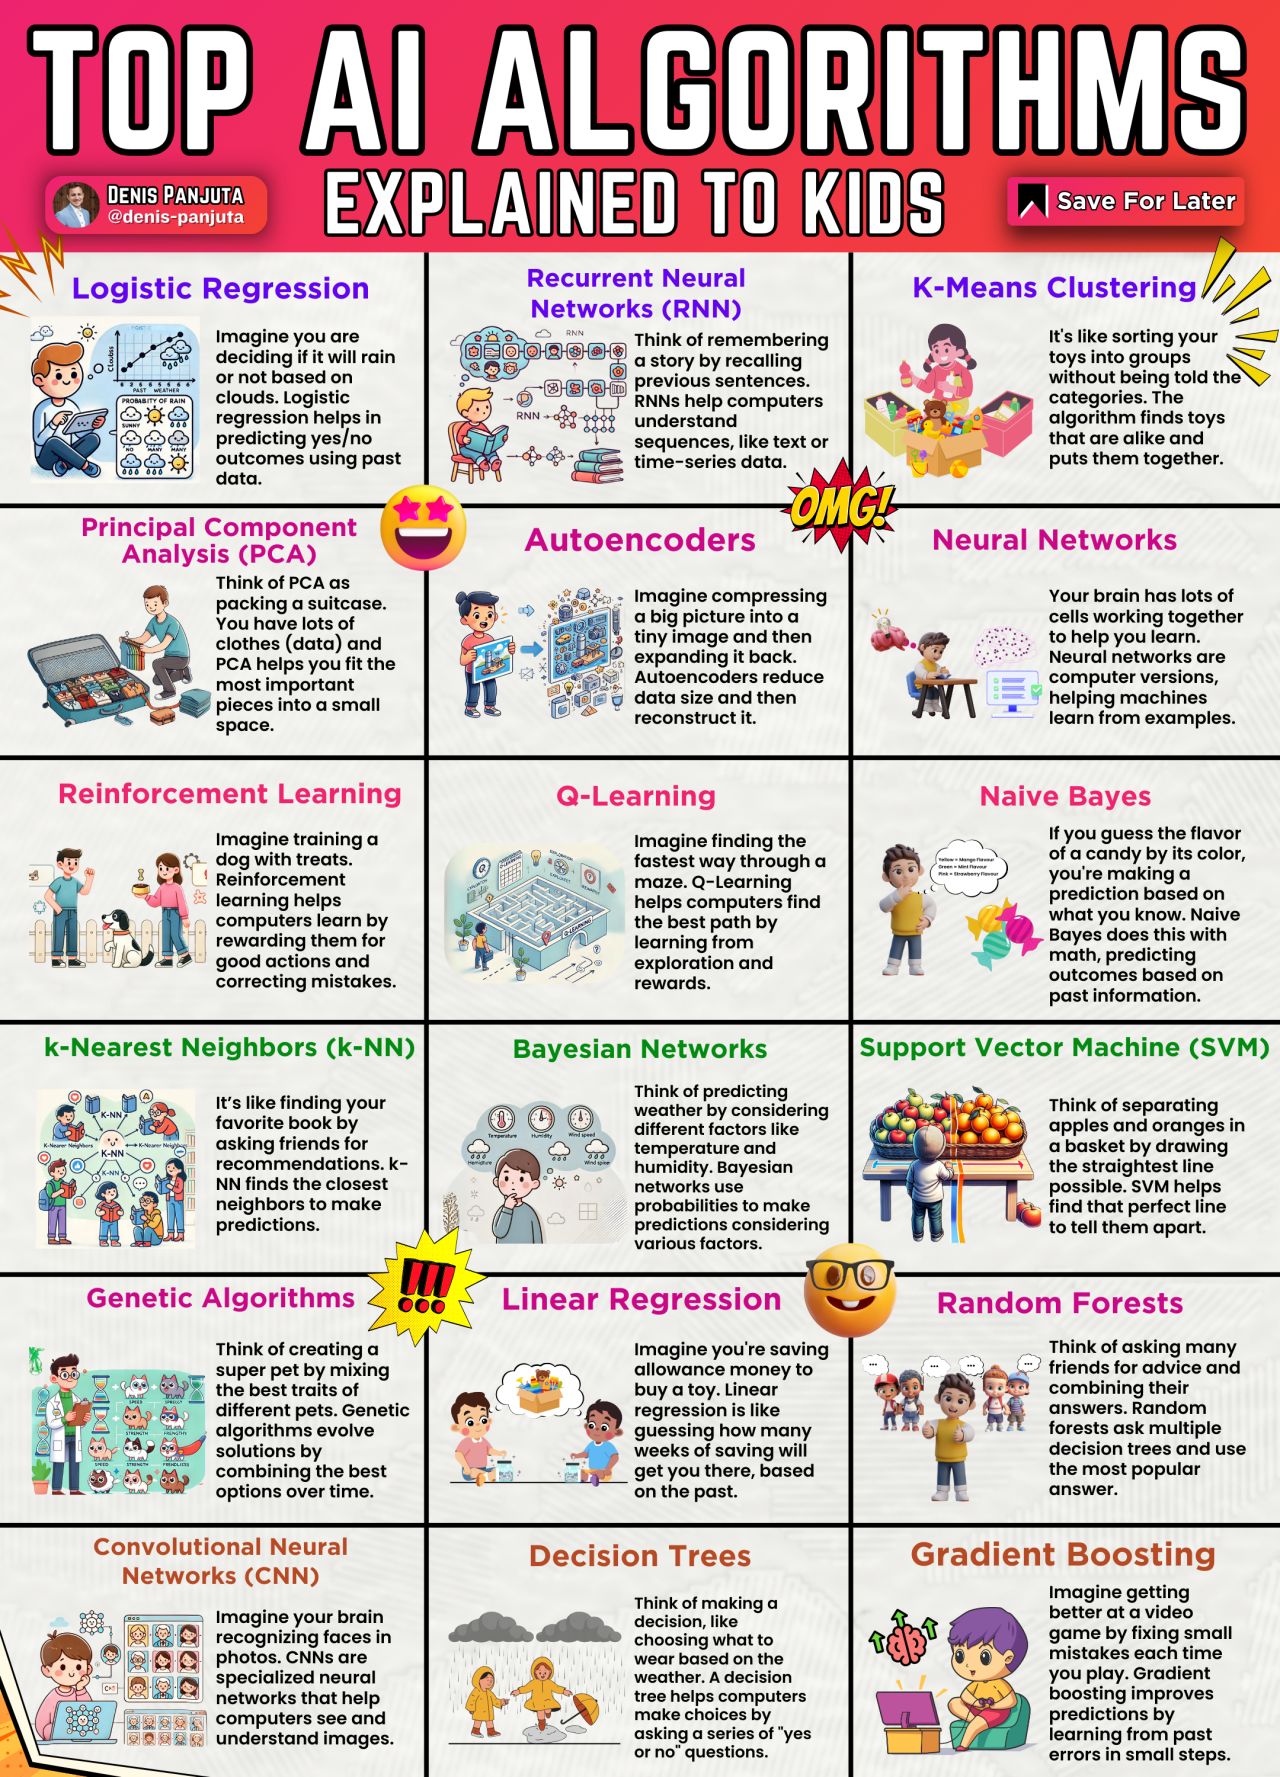 TOP AI ALGORITHMS
DENIS PANJUTA
@denis-panjuta
EXPLAINED TO KIDS
Save For Later
Logistic Regression
PAST WEATHER
PROBABITY OF RAIN
SUNNY
NO MANY MANY
Imagine you are
deciding if it will rain
or not based on
clouds. Logistic
regression helps in
predicting yes/no
outcomes using past
data.
Recurrent Neural
Networks (RNN)
RNN
RNN
Think of remembering
a story by recalling
previous sentences.
RNNs help computers
understand
sequences, like text or
time-series data.
K-Means Clustering
It's like sorting your
toys into groups
without being told the
categories. The
algorithm finds toys
that are alike and
puts them together.
OMG!
Principal Component
Analysis (PCA)
Think of PCA as
packing a suitcase.
You have lots of
clothes (data) and
PCA helps you fit the
most important
pieces into a small
space.
Autoencoders
Imagine compressing
a big picture into a
tiny image and then
expanding it back.
Autoencoders reduce
data size and then
reconstruct it.
Neural Networks
Your brain has lots of
cells working together
to help you learn.
Neural networks are
computer versions,
helping machines
learn from examples.
Reinforcement Learning
Imagine training a
dog with treats.
Reinforcement
learning helps
computers learn by
rewarding them for
good actions and
correcting mistakes.
Q-Learning
Q-LEARNING
Imagine finding the
fastest way through a
maze. Q-Learning
helps computers find
the best path by
learning from
exploration and
rewards.
Naive Bayes
Yellow = Mango Flavour
Green = Mint Flavour
Pink = Strawberry Flavour
If you guess the flavor
of a candy by its color,
you're making a
prediction based on
what you know. Naive
Bayes does this with
math, predicting
outcomes based on
past information.
k-Nearest Neighbors (k-NN)
K-NN
K-Nearest Neighbors
K-Nearer Neighbors
K-NN
K-NN
It's like finding your
favorite book by
asking friends for
recommendations. k-
NN finds the closest
neighbors to make
predictions.
Bayesian Networks
Temperature
Humidity
Wind speed
Think of predicting
weather by considering
different factors like
temperature and
humidity. Bayesian
networks use
probabilities to make
predictions considering
various factors.
Support Vector Machine (SVM)
Think of separating
apples and oranges in
a basket by drawing
the straightest line
possible. SVM helps
find that perfect line
to tell them apart.
!!!
Genetic Algorithms
SPEED
STRENGTH
SPEED
STRENGTH
Think of creating a
super pet by mixing
the best traits of
different pets. Genetic
algorithms evolve
solutions by
combining the best
options over time.
Linear Regression
Imagine you're saving
allowance money to
buy a toy. Linear
regression is like
guessing how many
weeks of saving will
get you there, based
on the past.
Random Forests
Think of asking many
friends for advice and
combining their
answers. Random
forests ask multiple
decision trees and use
the most popular
answer.
Convolutional Neural
Networks (CNN)
Imagine your brain
recognizing faces in
photos. CNNs are
specialized neural
networks that help
computers see and
understand images.
Decision Trees
Think of making a
decision, like
choosing what to
wear based on the
weather. A decision
tree helps computers
make choices by
asking a series of "yes
or no" questions.
Gradient Boosting
Imagine getting
better at a video
game by fixing small
mistakes each time
you play. Gradient
boosting improves
predictions by
learning from past
errors in small steps.